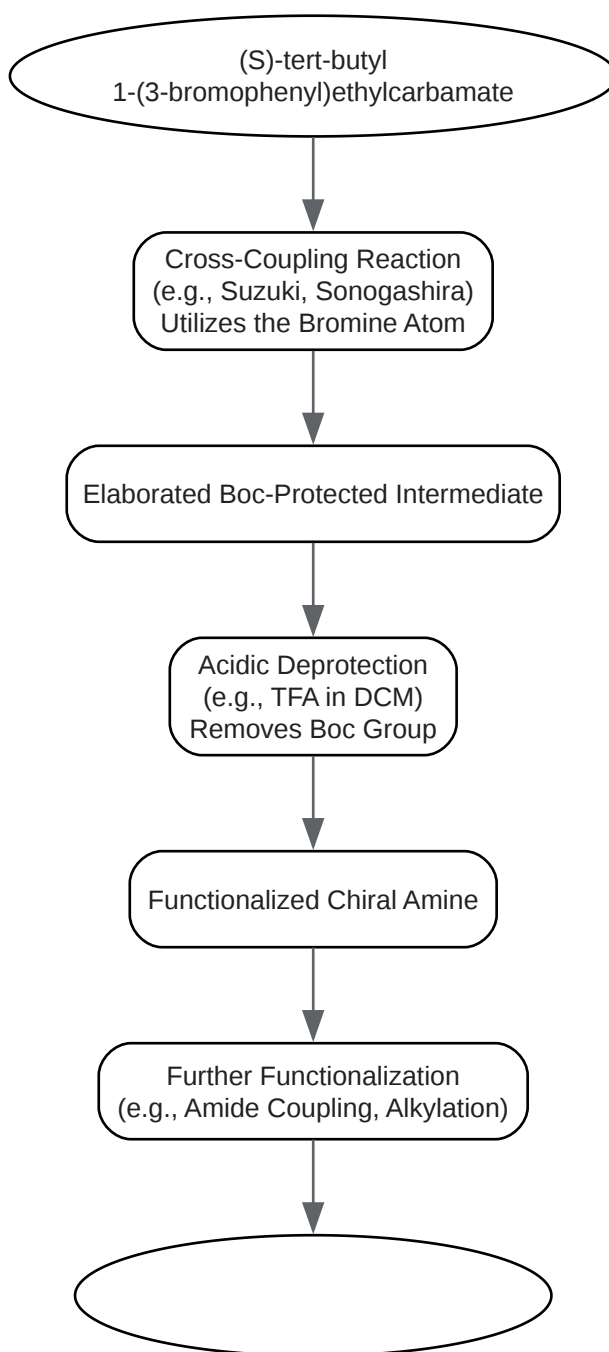 (S)-tert-butyl
1-(3-bromophenyl)ethylcarbamate
Cross-Coupling Reaction
(e.g., Suzuki, Sonogashira)
Utilizes the Bromine Atom
Elaborated Boc-Protected Intermediate
Acidic Deprotection
(e.g., TFA in DCM)
Removes Boc Group
Functionalized Chiral Amine
Further Functionalization
(e.g., Amide Coupling, Alkylation)